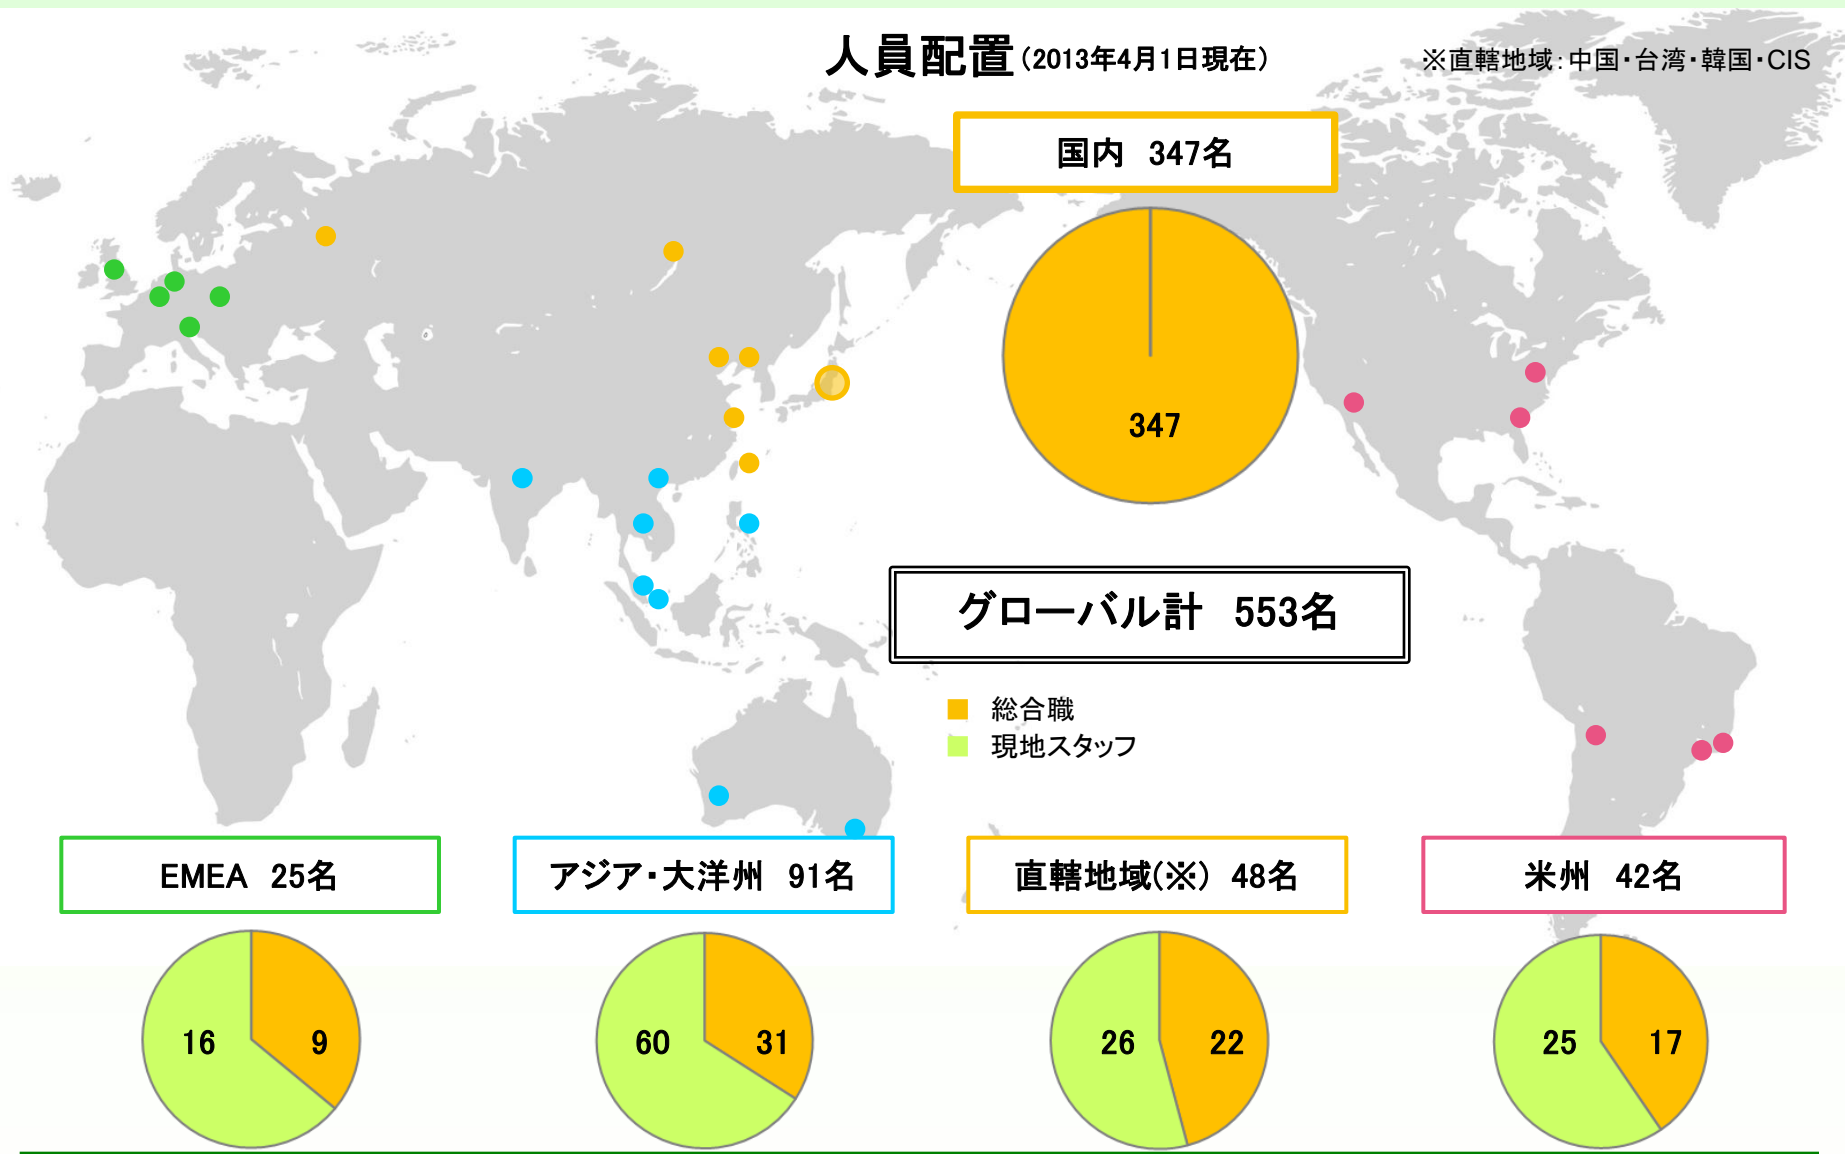 人員配置(2013年4月1日現在)
※直轄地域:中国・台湾・韓国・CIS
国内 347名
347
グローバル計 553名
総合職
現地スタッフ
EMEA 25名
アジア・大洋州 91名
直轄地域(※) 48名
米州 42名
16 9
60 31
26 22
25 17